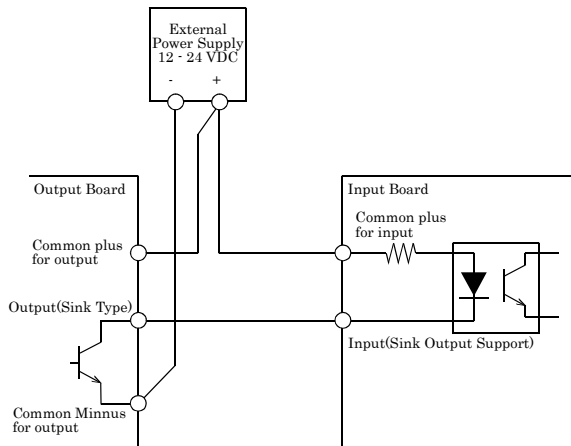 External
Power Supply
12 - 24 VDC
- +
Output Board
Input Board
Common plus
for input
Common plus
for output
Output(Sink Type)
Input(Sink Output Support)
Common Minnus
for output